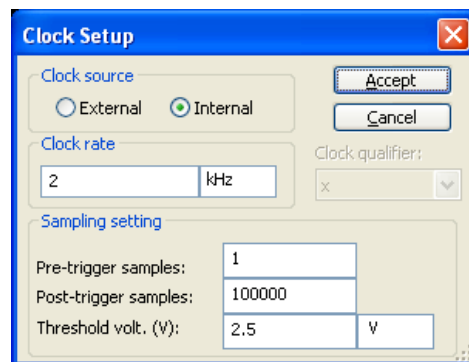 Clock Setup
Clock source
External
Internal
Accept
Cancel
Clock rate
2
kHz
Clock qualifier:
x
Sampling setting
Pre-trigger samples:
1
Post-trigger samples:
100000
Threshold volt. (V):
2.5
V